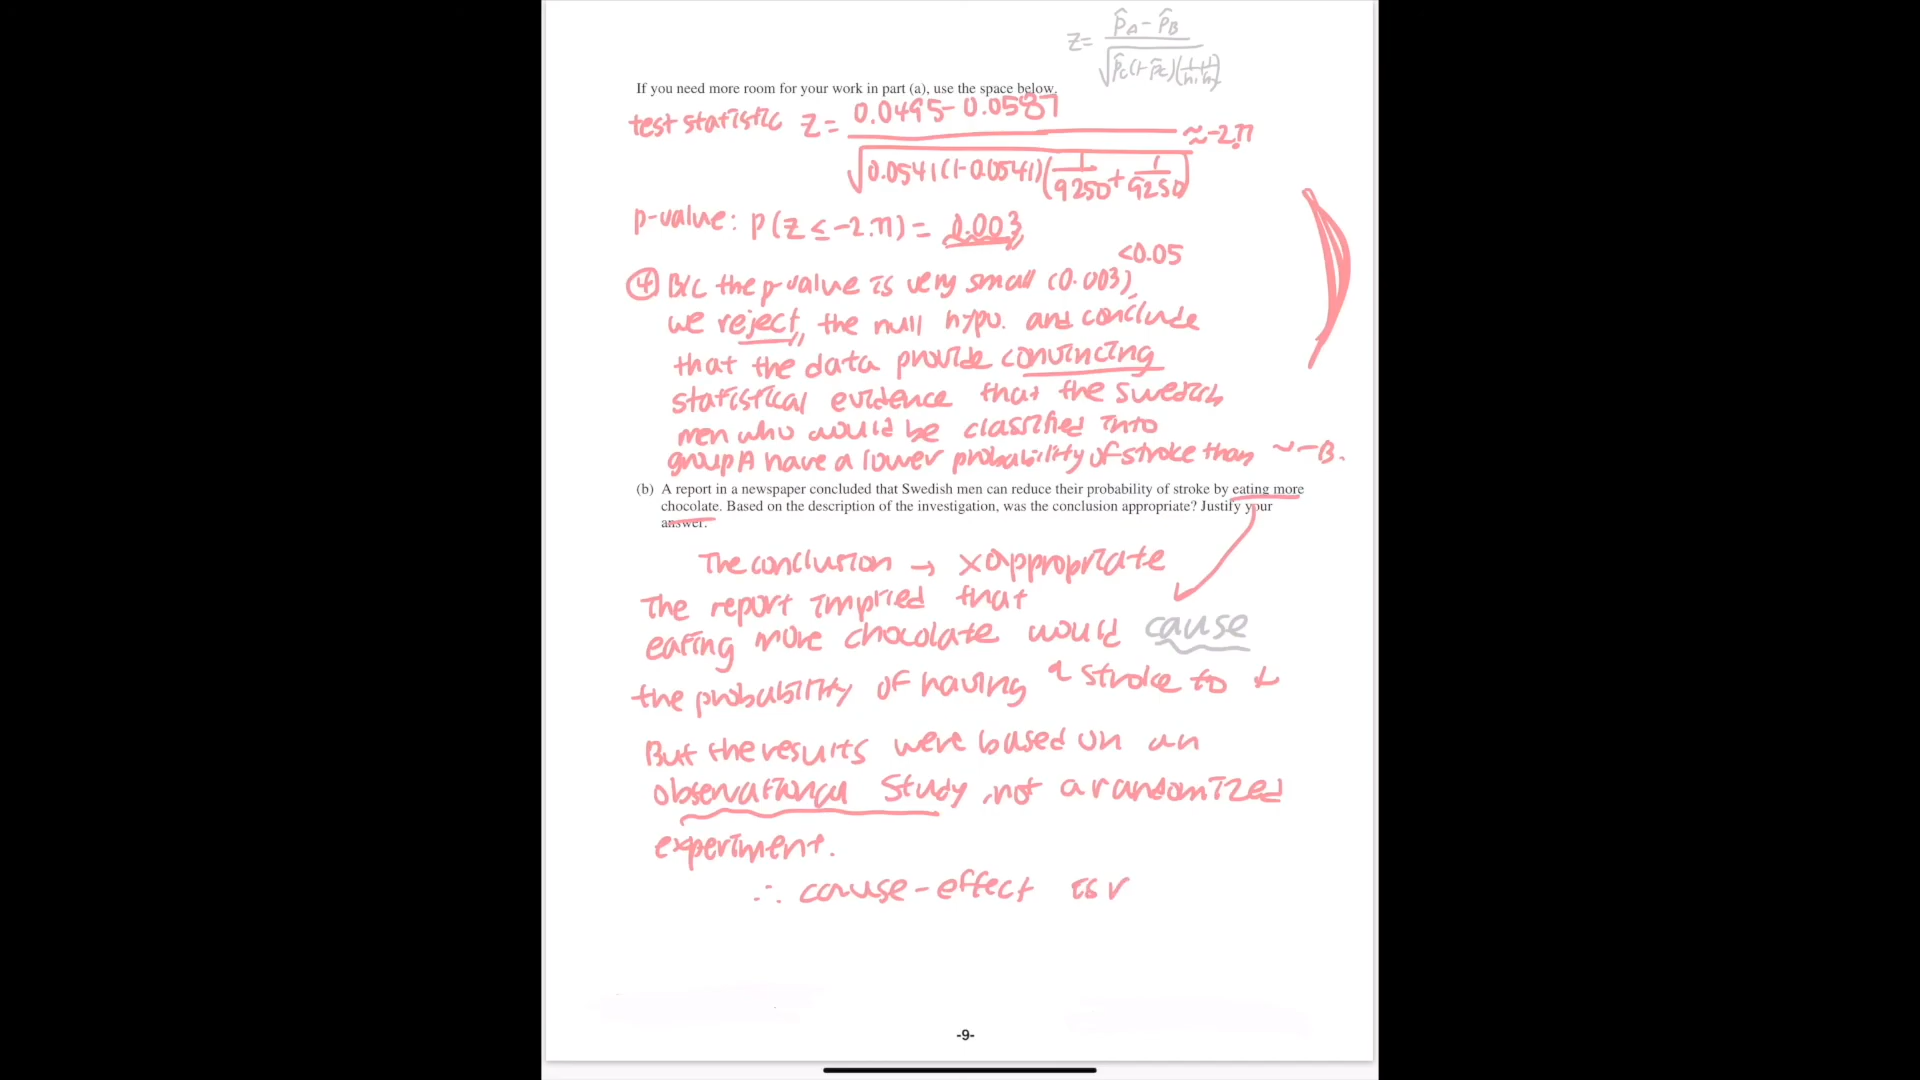 z = p̂A - p̂B / √p̂c(1-p̂c)(1/n1 + 1/n2)
If you need more room for your work in part (a), use the space below.
test statistic z = 0.0495 - 0.0587 / √0.0541(1-0.0541)(1/9250 + 1/9250) ≈ -2.77
p-value: P(z ≤ -2.77) = 0.003
<0.05
④ B/c the p-value is very small (0.003),
we reject, the null hypo. and conclude
that the data provide convincing
statistical evidence that the swedish
men who would be classified into
group A have a lower probability of stroke than ~ - B.
(b) A report in a newspaper concluded that Swedish men can reduce their probability of stroke by eating more
chocolate. Based on the description of the investigation, was the conclusion appropriate? Justify your
answer.
The conclusion → × appropriate
The report implied that
eating more chocolate would cause
the probability of having a stroke to ↓
But the results were based on an
observational study, not a randomized
experiment.
∴ cause-effect is
-9-